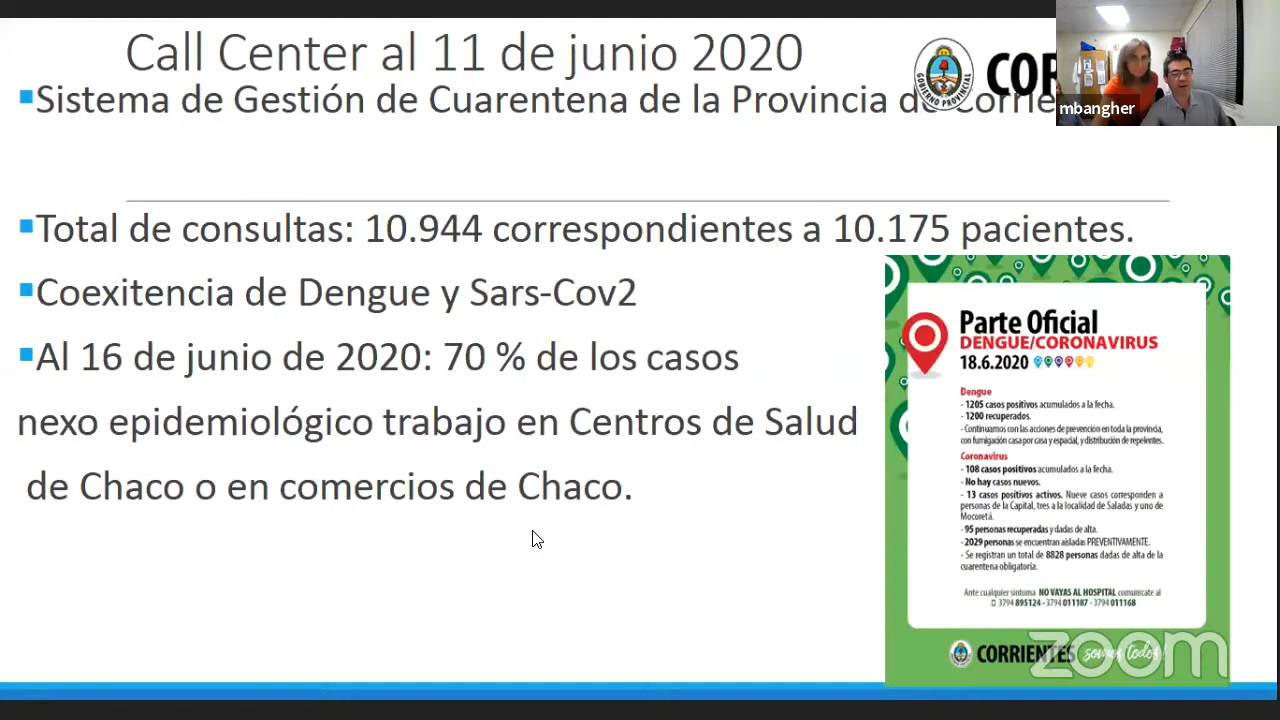 Call Center al 11 de junio 2020
Sistema de Gestión de Cuarentena de la Provincia de Corrie
COR
GOBIERNO PROVINCIAL
mbangher
Total de consultas: 10.944 correspondientes a 10.175 pacientes.
Coexitencia de Dengue y Sars-Cov2
Al 16 de junio de 2020: 70 % de los casos
nexo epidemiológico trabajo en Centros de Salud
de Chaco o en comercios de Chaco.
Parte Oficial
DENGUE/CORONAVIRUS
18.6.2020
Dengue
- 1205 casos positivos acumulados a la fecha.
- 1200 recuperados.
- Continuamos con las acciones de prevención en toda la provincia,
con fumigación casa por casa y espacial, y distribución de repelentes.
Coronavirus
- 108 casos positivos acumulados a la fecha.
- No hay casos nuevos.
- 13 casos positivos activos. Nueve casos corresponden a
personas de la Capital, tres a la localidad de Saladas y uno de
Mocoretá.
- 95 personas recuperadas y dadas de alta.
- 2029 personas se encuentran aisladas PREVENTIVAMENTE.
- Se registran un total de 8828 personas dadas de alta de la
cuarentena obligatoria.
Ante cualquier síntoma NO VAYAS AL HOSPITAL comunicate al
3794 895124 - 3794 011187 - 3794 011168
CORRIENTES somos todos!
zoom